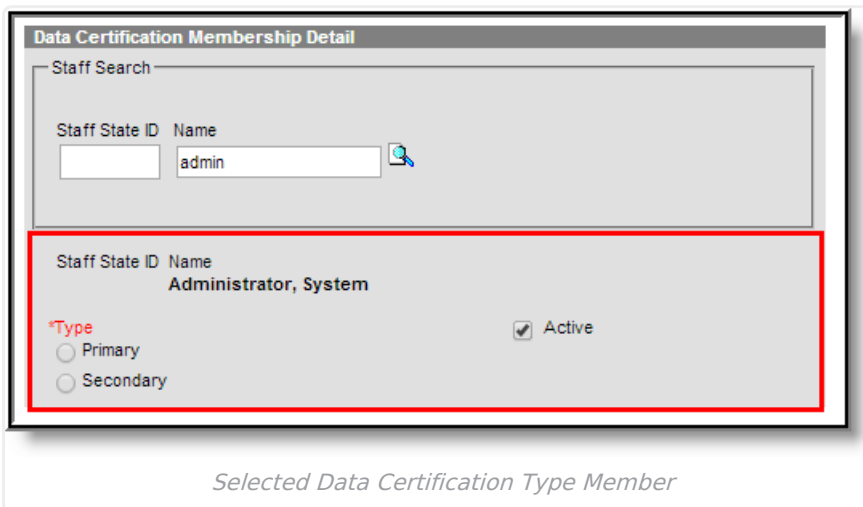 Data Certification Membership Detail
Staff Search
Staff State ID Name
admin
Staff State ID Name
Administrator, System
*Type
Active
Primary
Secondary
Selected Data Certification Type Member